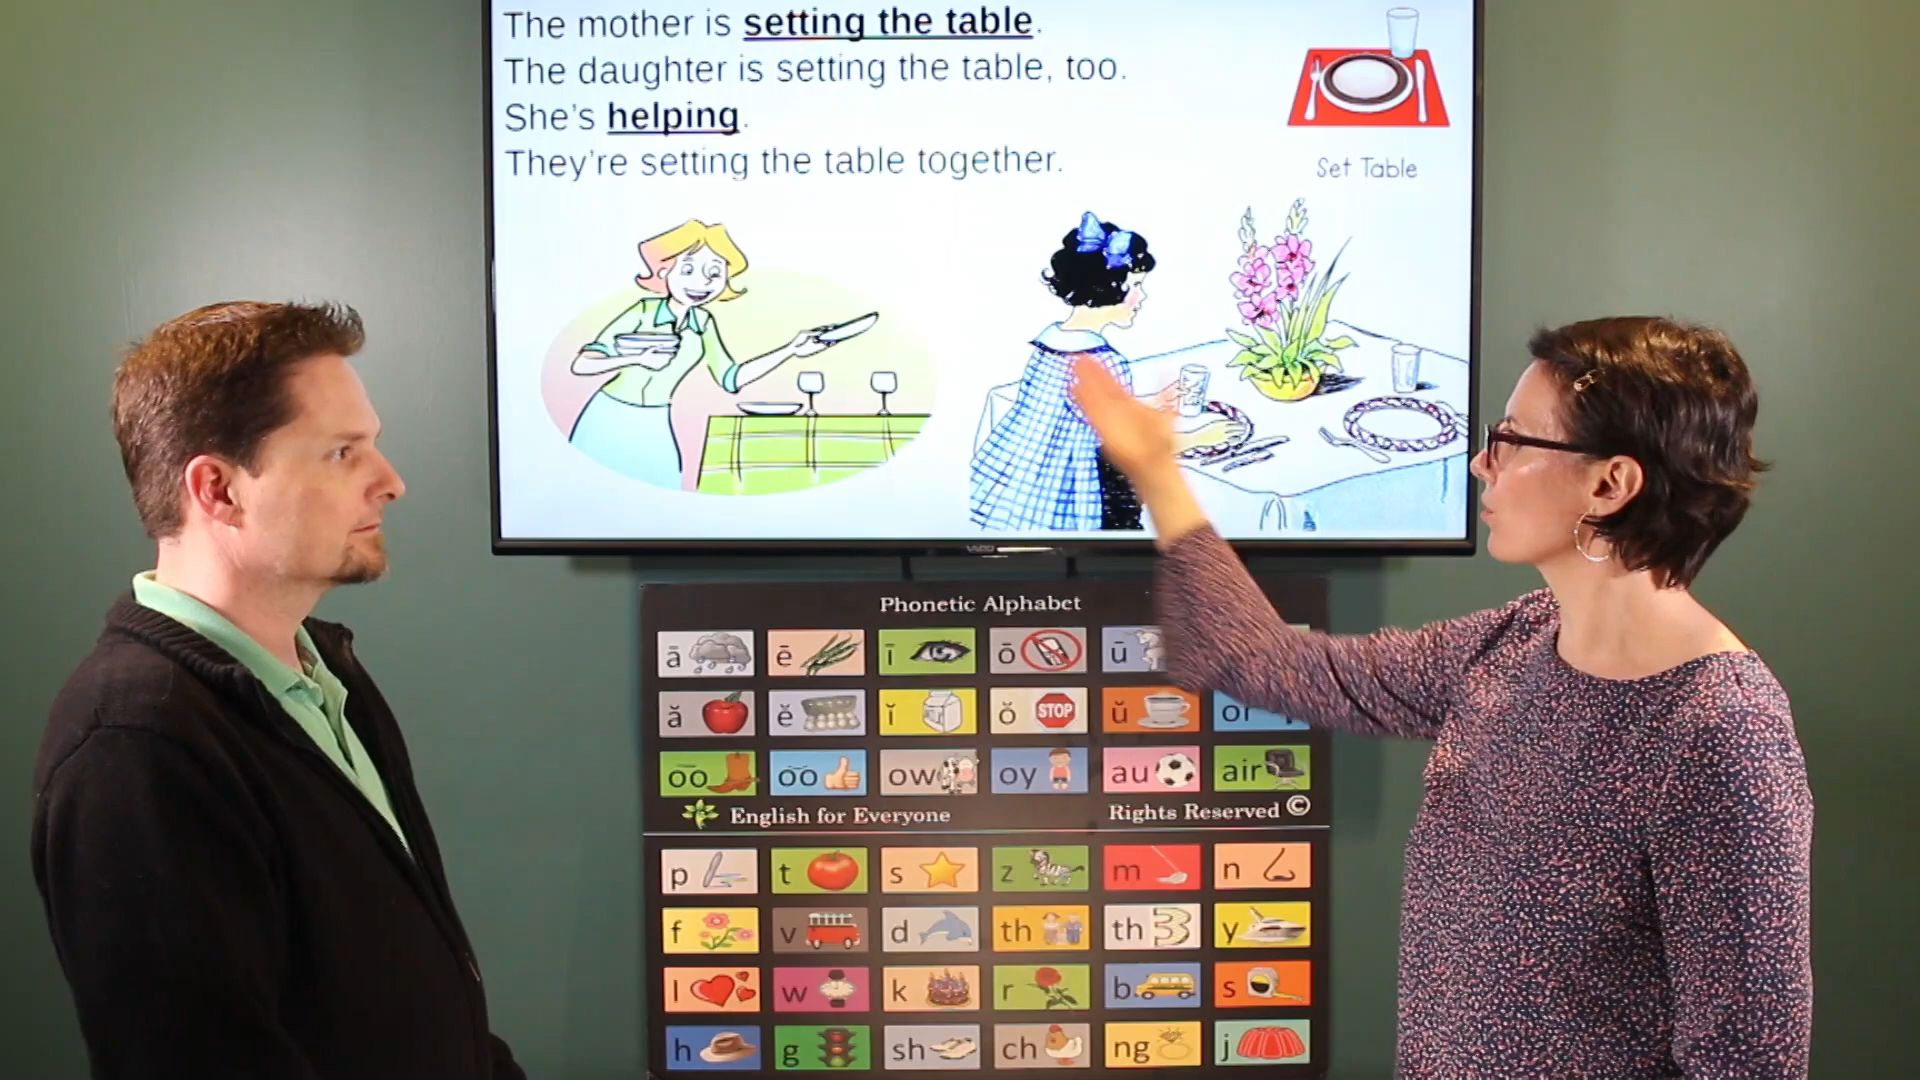 The mother is setting the table.
The daughter is setting the table, too.
She's helping.
They're setting the table together.
Set Table
VIZIO
Phonetic Alphabet
ā ē ī ō ū
ă ĕ ĭ ŏ STOP ŭ or
o͞o o͝o ow oy au air
English for Everyone Rights Reserved ©
p t s z m n
f v d th th y
l w k r b s
h g sh ch ng j